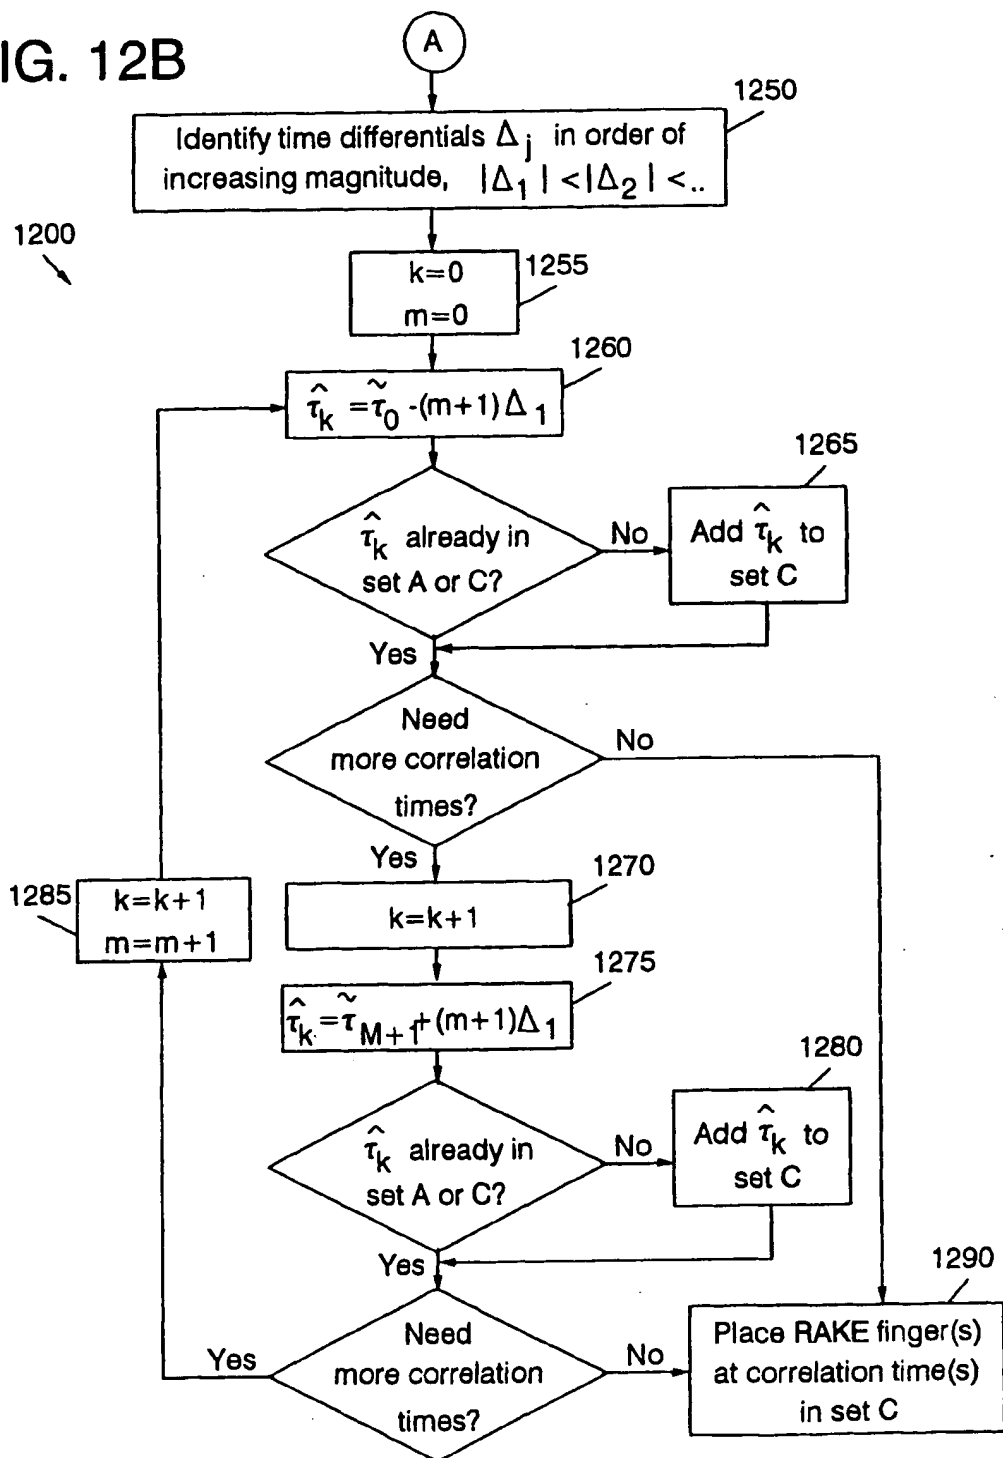 IG. 12B
A
1250
Identify time differentials Δj in order of
increasing magnitude, |Δ1| < |Δ2| < ..
1200
1255
k=0
m=0
1260
τ̂k = τ̃0 -(m+1) Δ1
1265
τ̂k already in
set A or C?
No
Add τ̂k to
set C
Yes
Need
more correlation
times?
No
Yes
1270
k=k+1
1285
k=k+1
m=m+1
1275
τ̂k = τ̃M+1 +(m+1)Δ1
1280
τ̂k already in
set A or C?
No
Add τ̂k to
set C
Yes
1290
Need
more correlation
times?
Yes
No
Place RAKE finger(s)
at correlation time(s)
in set C